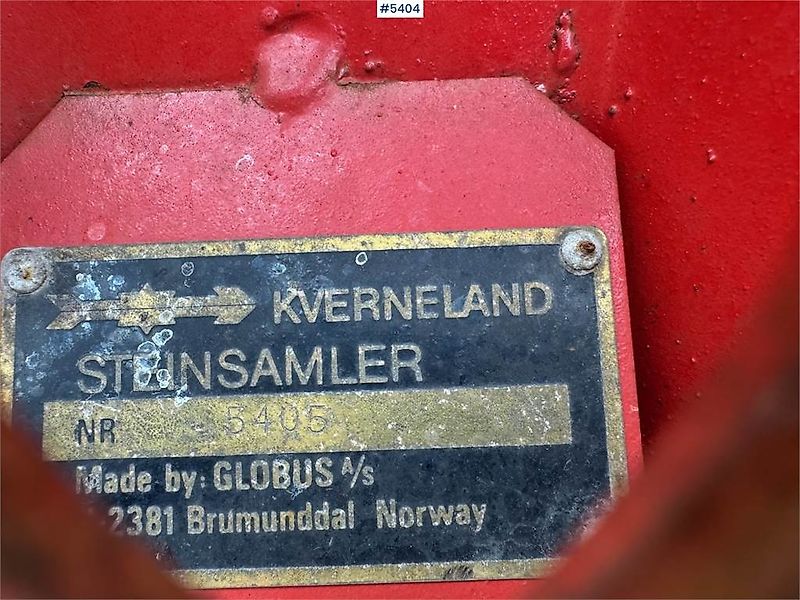 #5404
KVERNELAND
STEINSAMLER
NR 5405
Made by: GLOBUS A/s
2381 Brumunddal Norway